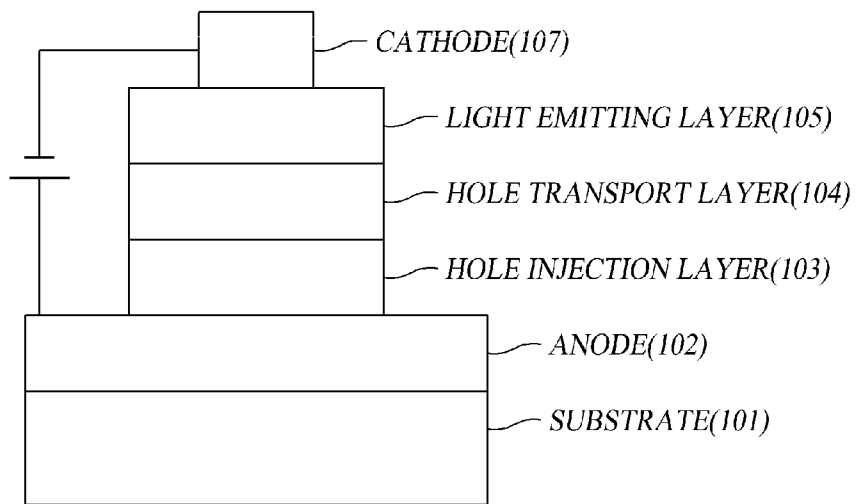 CATHODE(107)
LIGHT EMITTING LAYER(105)
HOLE TRANSPORT LAYER(104)
HOLE INJECTION LAYER(103)
ANODE(102)
SUBSTRATE(101)